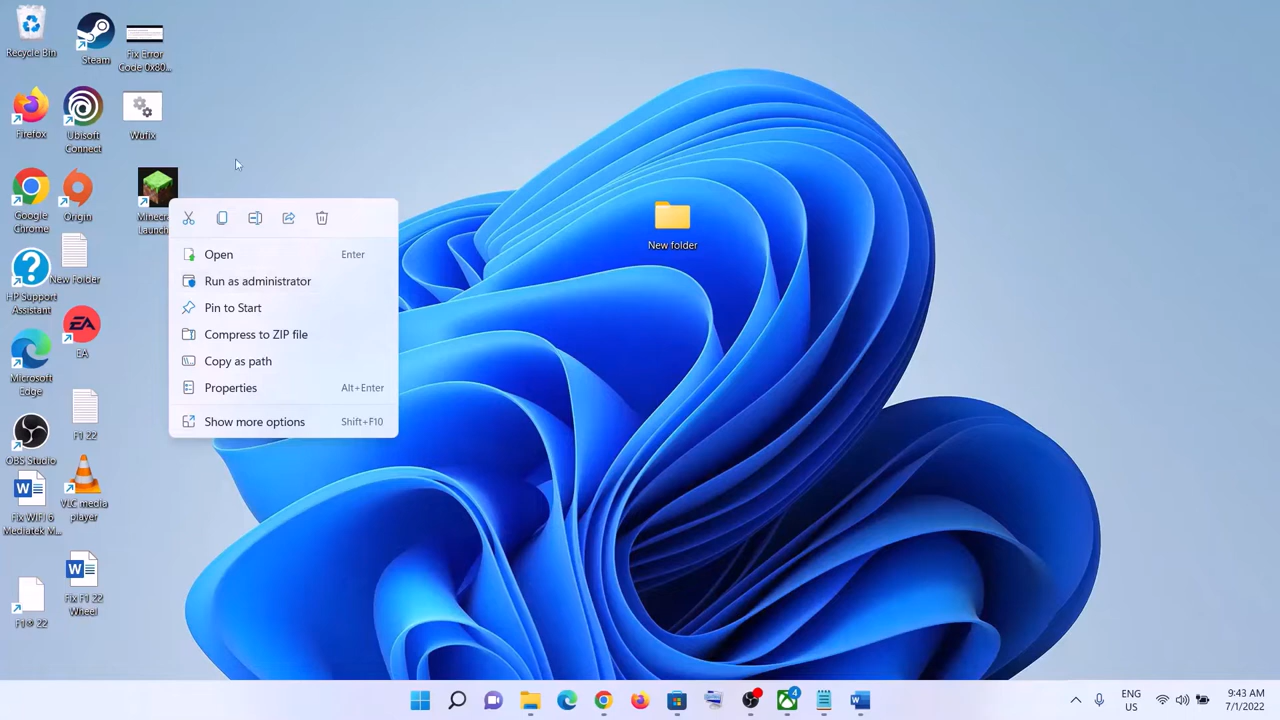 Recycle Bin
Steam
Fix Error
Code 0x80...
Firefox
Ubisoft
Connect
Wufix
Google
Chrome
Origin
Minecr
Launch
New Folder
HP Support
Assistant
EA
Microsoft
Edge
F1 22
OBS Studio
VLC media
player
Fix WiFi 6
Mediatek M...
Fix F1 22
Wheel
F1® 22
Open Enter
Run as administrator
Pin to Start
Compress to ZIP file
Copy as path
Properties Alt+Enter
Show more options Shift+F10
New folder
4
ENG
US
9:43 AM
7/1/2022